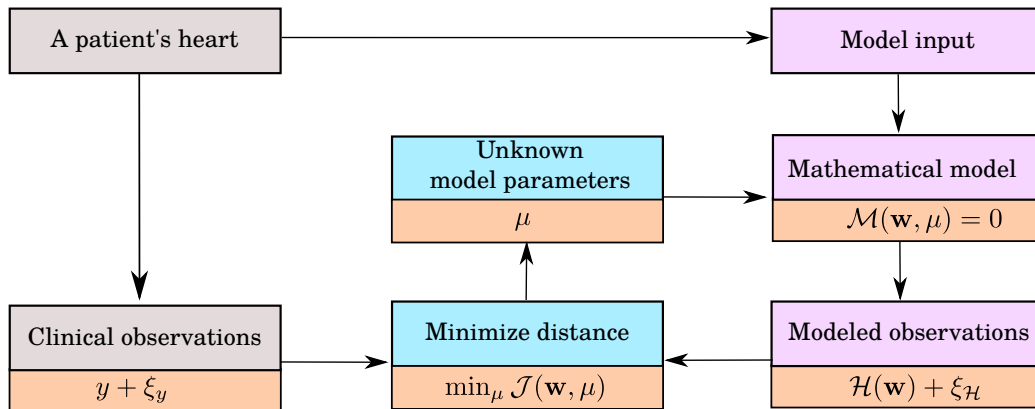 A patient's heart
Model input
Unknown
model parameters
μ
Mathematical model
ℳ(𝐰, μ) = 0
Clinical observations
y + ξ_y
Minimize distance
min_μ 𝒥(𝐰, μ)
Modeled observations
ℋ(𝐰) + ξ_ℋ